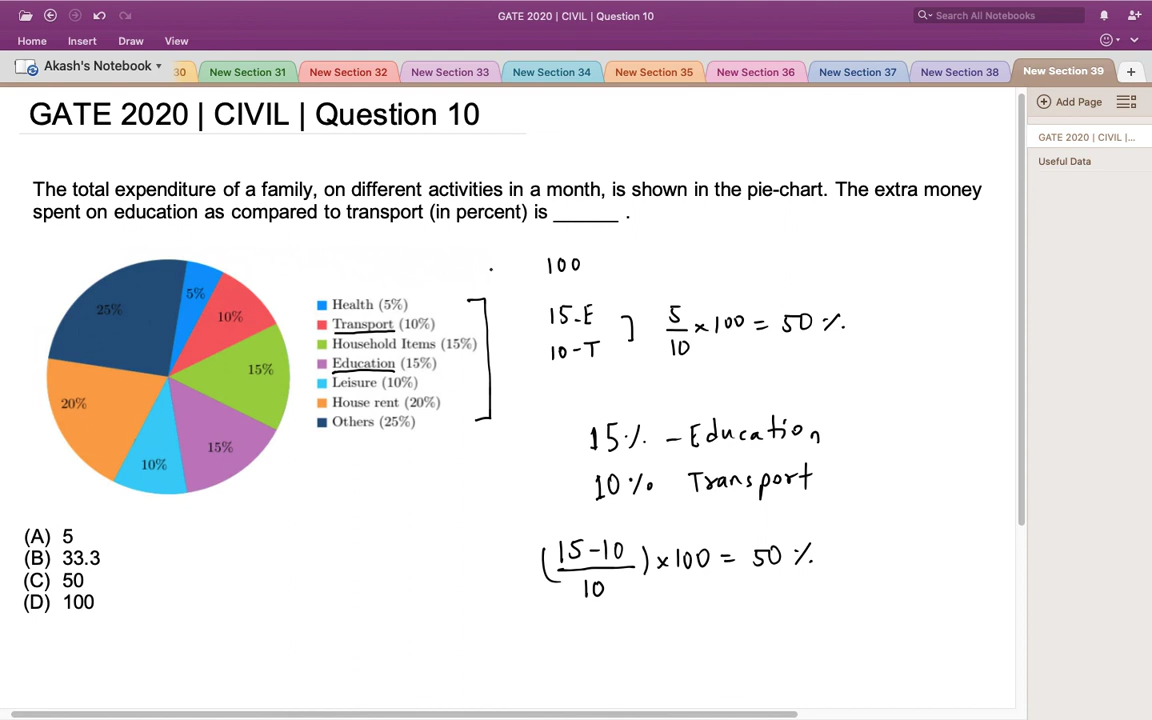 GATE 2020 | CIVIL | Question 10
Search All Notebooks
Home Insert Draw View
Akash's Notebook
30 New Section 31 New Section 32 New Section 33 New Section 34 New Section 35 New Section 36 New Section 37 New Section 38 New Section 39
GATE 2020 | CIVIL | Question 10
Add Page
GATE 2020 | CIVIL |...
Useful Data
The total expenditure of a family, on different activities in a month, is shown in the pie-chart. The extra money
spent on education as compared to transport (in percent) is ______ .
25%
5%
10%
15%
15%
10%
20%
Health (5%)
Transport (10%)
Household Items (15%)
Education (15%)
Leisure (10%)
House rent (20%)
Others (25%)
100
15-E
10-T
5/10 × 100 = 50 %.
15% - Education
10% Transport
(15-10/10) × 100 = 50 %
(A) 5
(B) 33.3
(C) 50
(D) 100